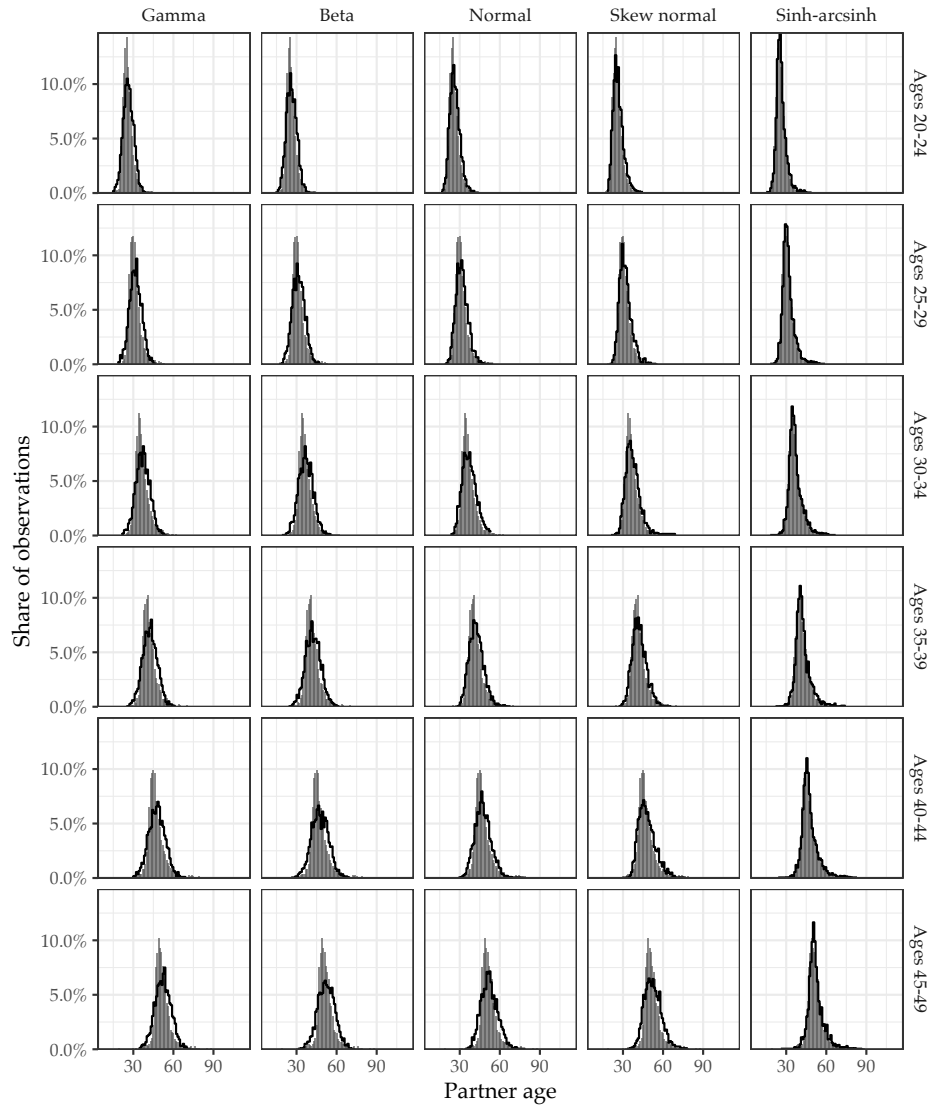 Gamma Beta Normal Skew normal Sinh-arcsinh
10.0%
5.0%
0.0%
Ages 20-24
10.0%
5.0%
0.0%
Ages 25-29
10.0%
5.0%
0.0%
Ages 30-34
10.0%
5.0%
0.0%
Ages 35-39
10.0%
5.0%
0.0%
Ages 40-44
10.0%
5.0%
0.0%
Ages 45-49
Share of observations
30 60 90 30 60 90 30 60 90 30 60 90 30 60 90
Partner age